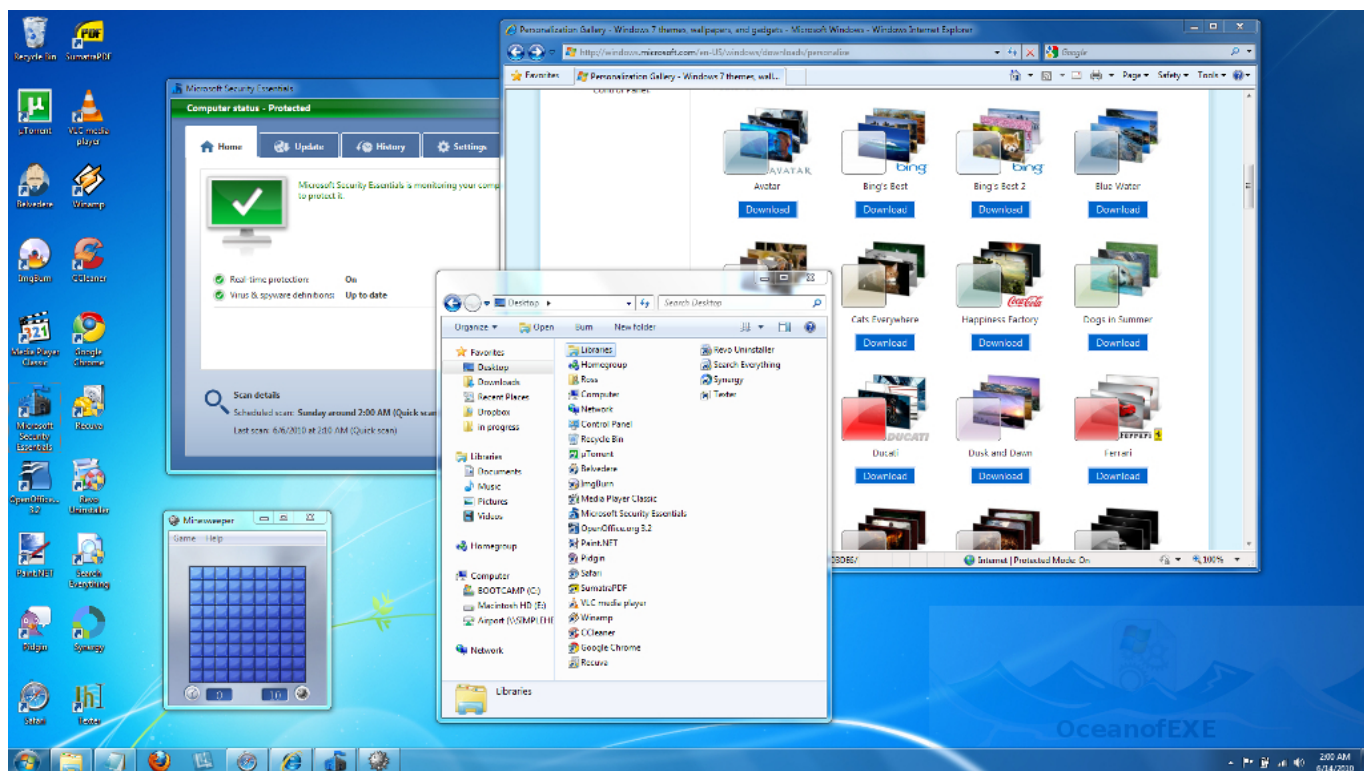 Recycle Bin
SumatraPDF
µTorrent
VLC media player
Belvedere
Winamp
ImgBurn
CCleaner
Media Player Classic
Google Chrome
Microsoft Security Essentials
Recuva
OpenOffice... 3.2
Revo Uninstaller
Paint.NET
Search Everything
Pidgin
Synergy
Safari
Texter
Microsoft Security Essentials
Computer status - Protected
Home
Update
History
Settings
Microsoft Security Essentials is monitoring your comp
to protect it.
Real-time protection: On
Virus & spyware definitions: Up to date
Scan details
Scheduled scan: Sunday around 2:00 AM (Quick scan
Last scan: 6/6/2010 at 2:10 AM (Quick scan)
Minesweeper
Game Help
0
10
Personalization Gallery - Windows 7 themes, wallpapers, and gadgets - Microsoft Windows - Windows Internet Explorer
http://windows.microsoft.com/en-US/windows/downloads/personalize
Google
Favorites
Personalization Gallery - Windows 7 themes, wall...
Page Safety Tools
Control Panel.
AVATAR
bing
bing
Avatar
Bing's Best
Bing's Best 2
Blue Water
Download
Download
Download
Download
Coca-Cola
Cats Everywhere
Happiness Factory
Dogs in Summer
Download
Download
Download
DUCATI
Ferrari
Ducati
Dusk and Dawn
Ferrari
Download
Download
Download
Internet | Protected Mode: On
100%
Desktop
Search Desktop
Organize Open Burn New folder
Favorites
Desktop
Downloads
Recent Places
Dropbox
in progress
Libraries
Documents
Music
Pictures
Videos
Homegroup
Computer
BOOTCAMP (C:)
Macintosh HD (E:)
Airport (\\SIMPLEHE
Network
Libraries
Homegroup
Ross
Computer
Network
Control Panel
Recycle Bin
µTorrent
Belvedere
ImgBurn
Media Player Classic
Microsoft Security Essentials
OpenOffice.org 3.2
Paint.NET
Pidgin
Safari
SumatraPDF
VLC media player
Winamp
CCleaner
Google Chrome
Recuva
Revo Uninstaller
Search Everything
Synergy
Texter
Libraries
OceanofEXE
2:00 AM
6/14/2010